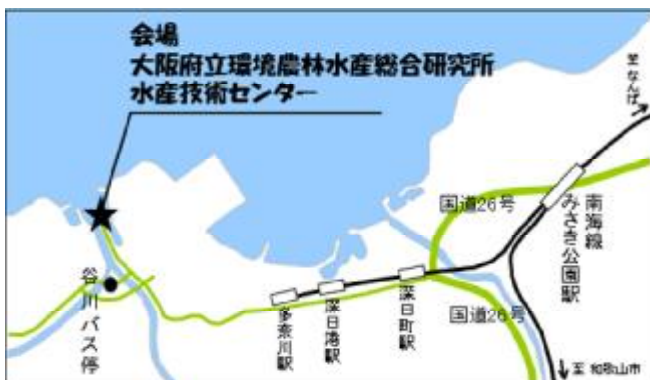 会場
大阪府立環境農林水産総合研究所
水産技術センター
至なんば
国道26号
南海線
みさき公園駅
谷川バス停
多奈川駅
深日港駅
深日町駅
国道26号
至 和歌山市